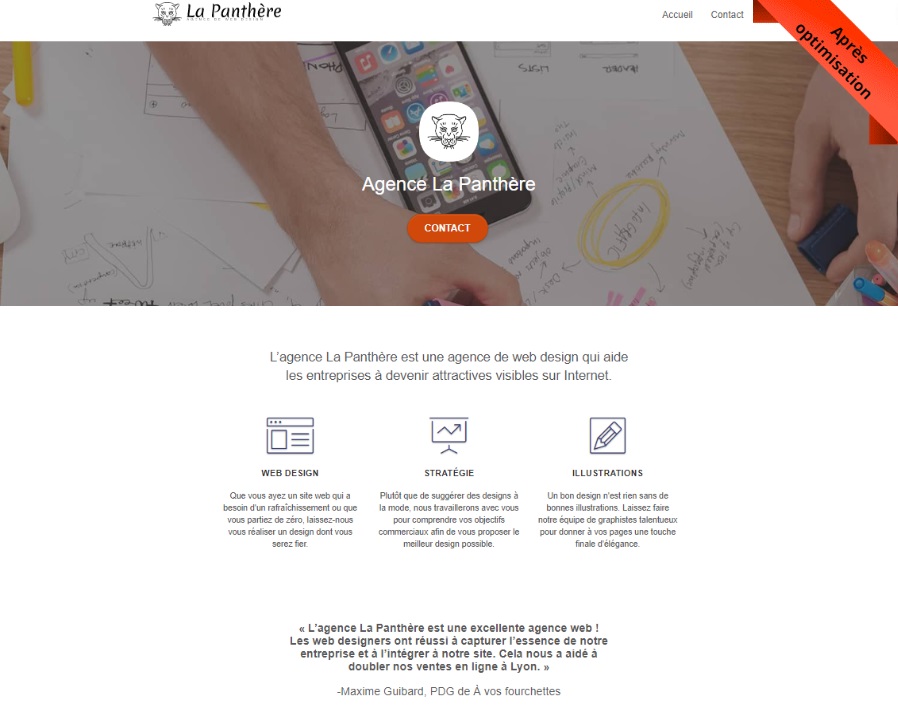 La Panthère
AGENCE DE WEB DESIGN
Accueil
Contact
Après
optimisation
LISTS
Agence La Panthère
CONTACT
INFOGRAPHIC
L'agence La Panthère est une agence de web design qui aide
les entreprises à devenir attractives visibles sur Internet.
WEB DESIGN
Que vous ayez un site web qui a
besoin d'un rafraîchissement ou que
vous partiez de zéro, laissez-nous
vous réaliser un design dont vous
serez fier.
STRATÉGIE
Plutôt que de suggérer des designs à
la mode, nous travaillerons avec vous
pour comprendre vos objectifs
commerciaux afin de vous proposer le
meilleur design possible.
ILLUSTRATIONS
Un bon design n'est rien sans de
bonnes illustrations. Laissez faire
notre équipe de graphistes talentueux
pour donner à vos pages une touche
finale d'élégance.
« L'agence La Panthère est une excellente agence web !
Les web designers ont réussi à capturer l'essence de notre
entreprise et à l'intégrer à notre site. Cela nous a aidé à
doubler nos ventes en ligne à Lyon. »
-Maxime Guibard, PDG de À vos fourchettes